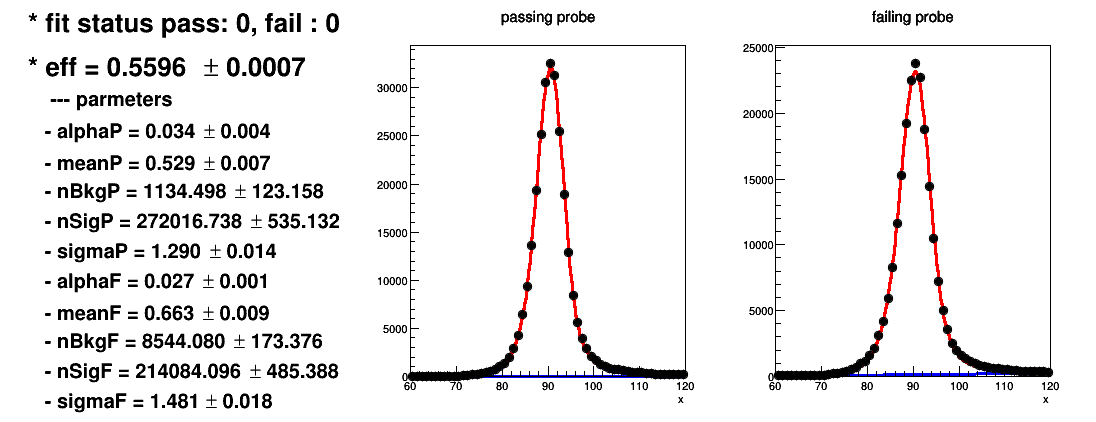 * fit status pass: 0, fail : 0
* eff = 0.5596 ± 0.0007
--- parmeters
- alphaP = 0.034 ± 0.004
- meanP = 0.529 ± 0.007
- nBkgP = 1134.498 ± 123.158
- nSigP = 272016.738 ± 535.132
- sigmaP = 1.290 ± 0.014
- alphaF = 0.027 ± 0.001
- meanF = 0.663 ± 0.009
- nBkgF = 8544.080 ± 173.376
- nSigF = 214084.096 ± 485.388
- sigmaF = 1.481 ± 0.018
passing probe
30000
25000
20000
15000
10000
5000
0
60 70 80 90 100 110 120
x
failing probe
25000
20000
15000
10000
5000
0
60 70 80 90 100 110 120
x